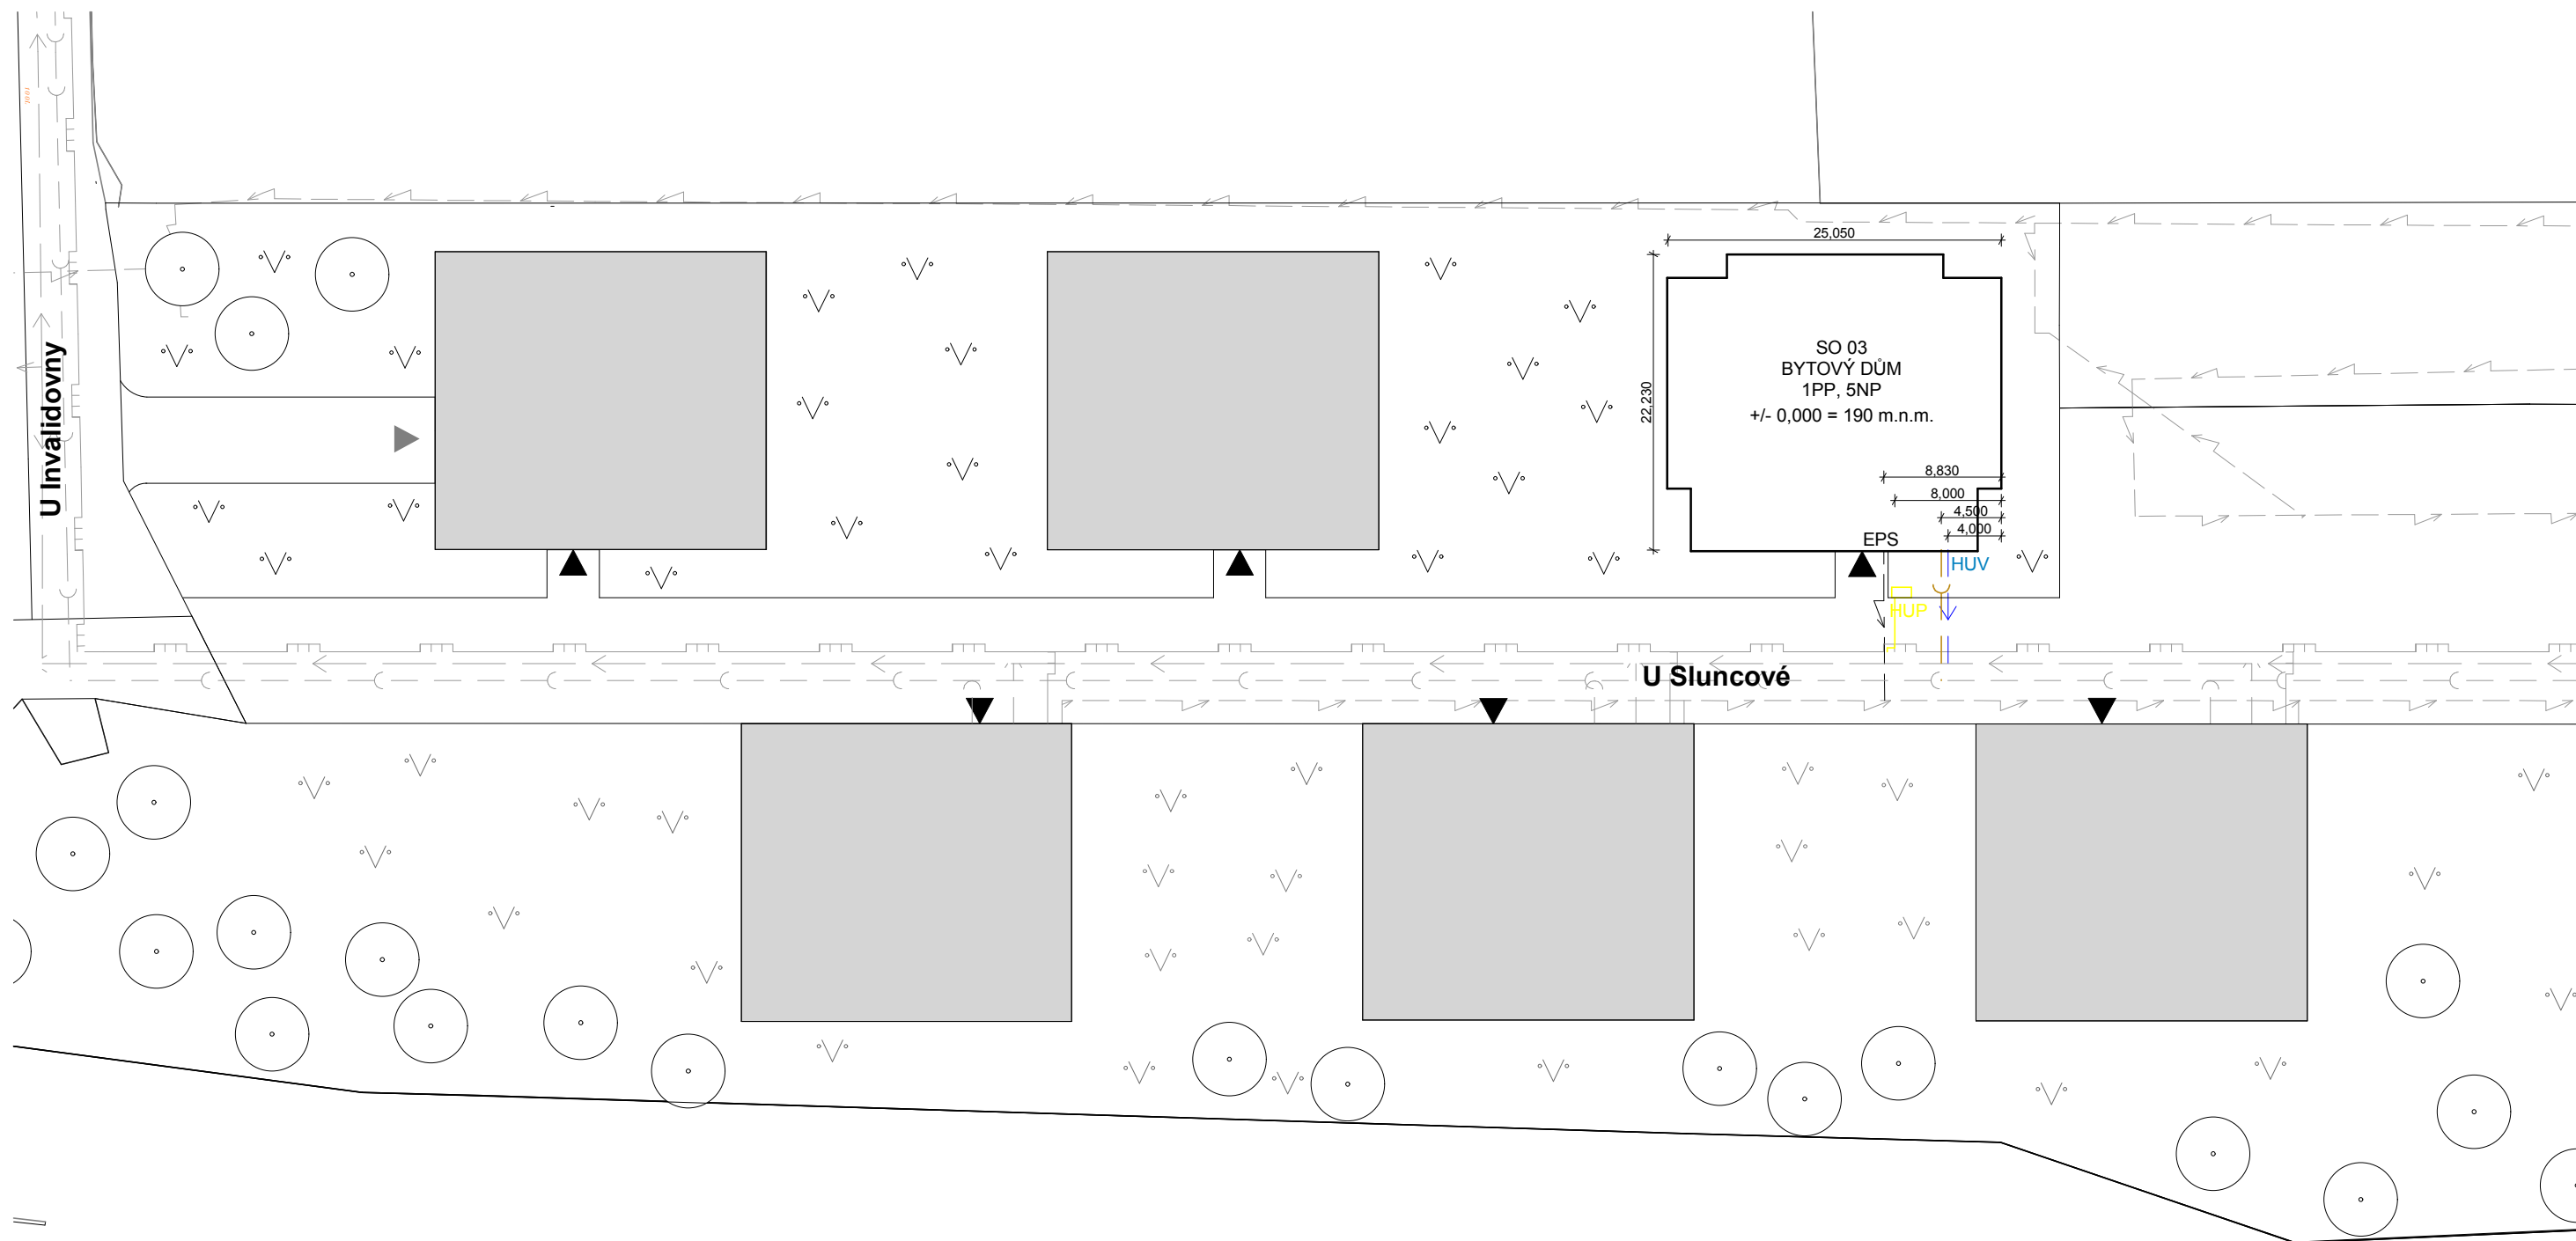 25,050
22,230
SO 03
BYTOVÝ DŮM
1PP, 5NP
+/- 0,000 = 190 m.n.m.
8,830
8,000
4,500
4,000
EPS
HUV
HUP
U Invalidovny
U Sluncové